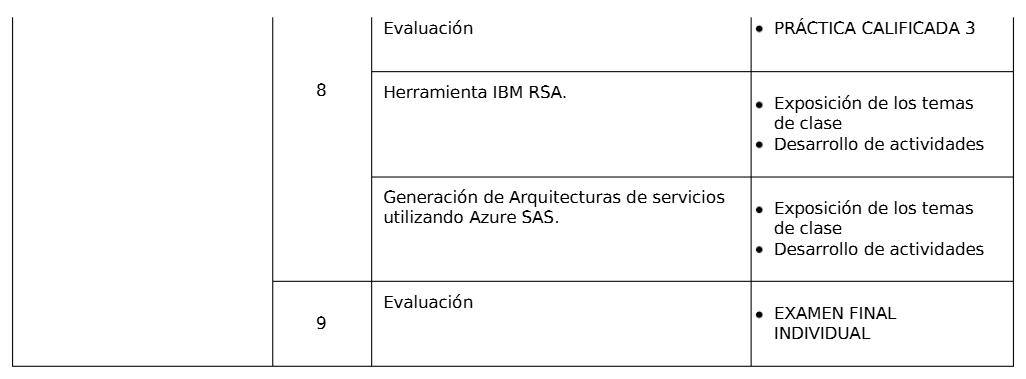 Evaluación
• PRÁCTICA CALIFICADA 3
8
Herramienta IBM RSA.
• Exposición de los temas
de clase
• Desarrollo de actividades
Generación de Arquitecturas de servicios
utilizando Azure SAS.
• Exposición de los temas
de clase
• Desarrollo de actividades
9
Evaluación
• EXAMEN FINAL
INDIVIDUAL